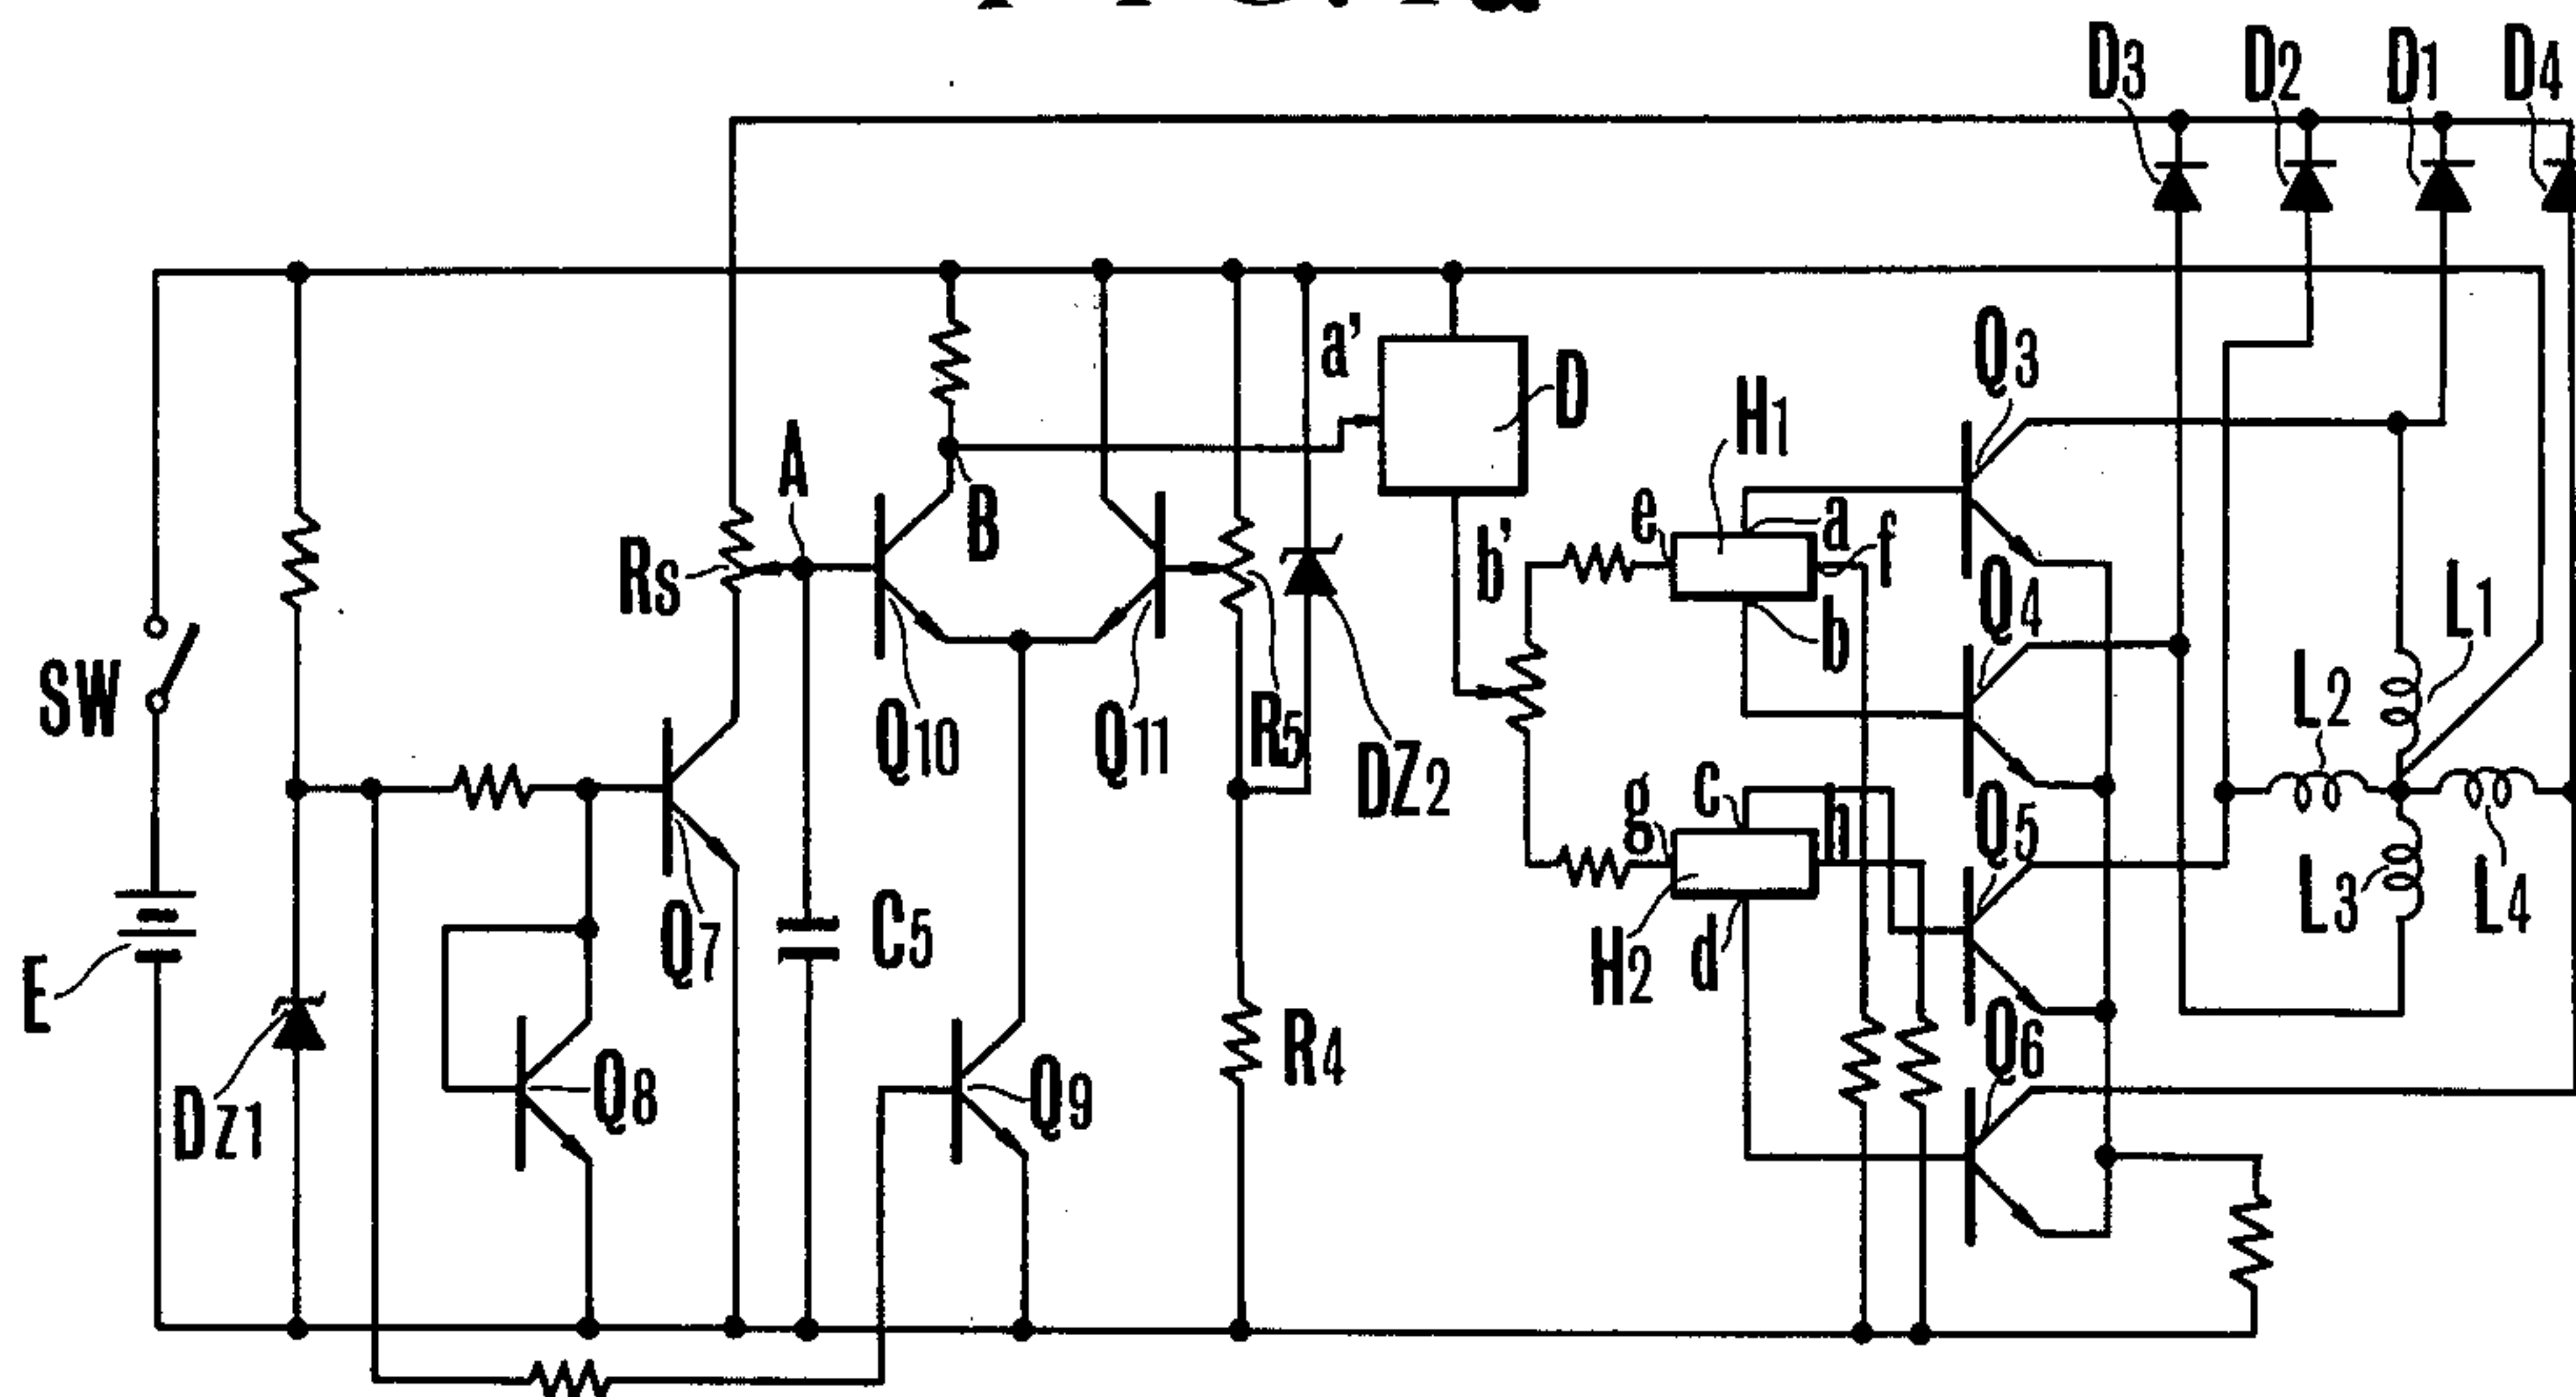 D3 D2 D1 D4
a' D
Q3
H1
A
B
e a f
Rs
b'
Q4
L1
b
SW
L2
Q10 Q11 R5
DZ2
c
g h
Q5
Q7
C5
L3 L4
H2 d
E
Q6
R4
Q8 Q9
DZ1